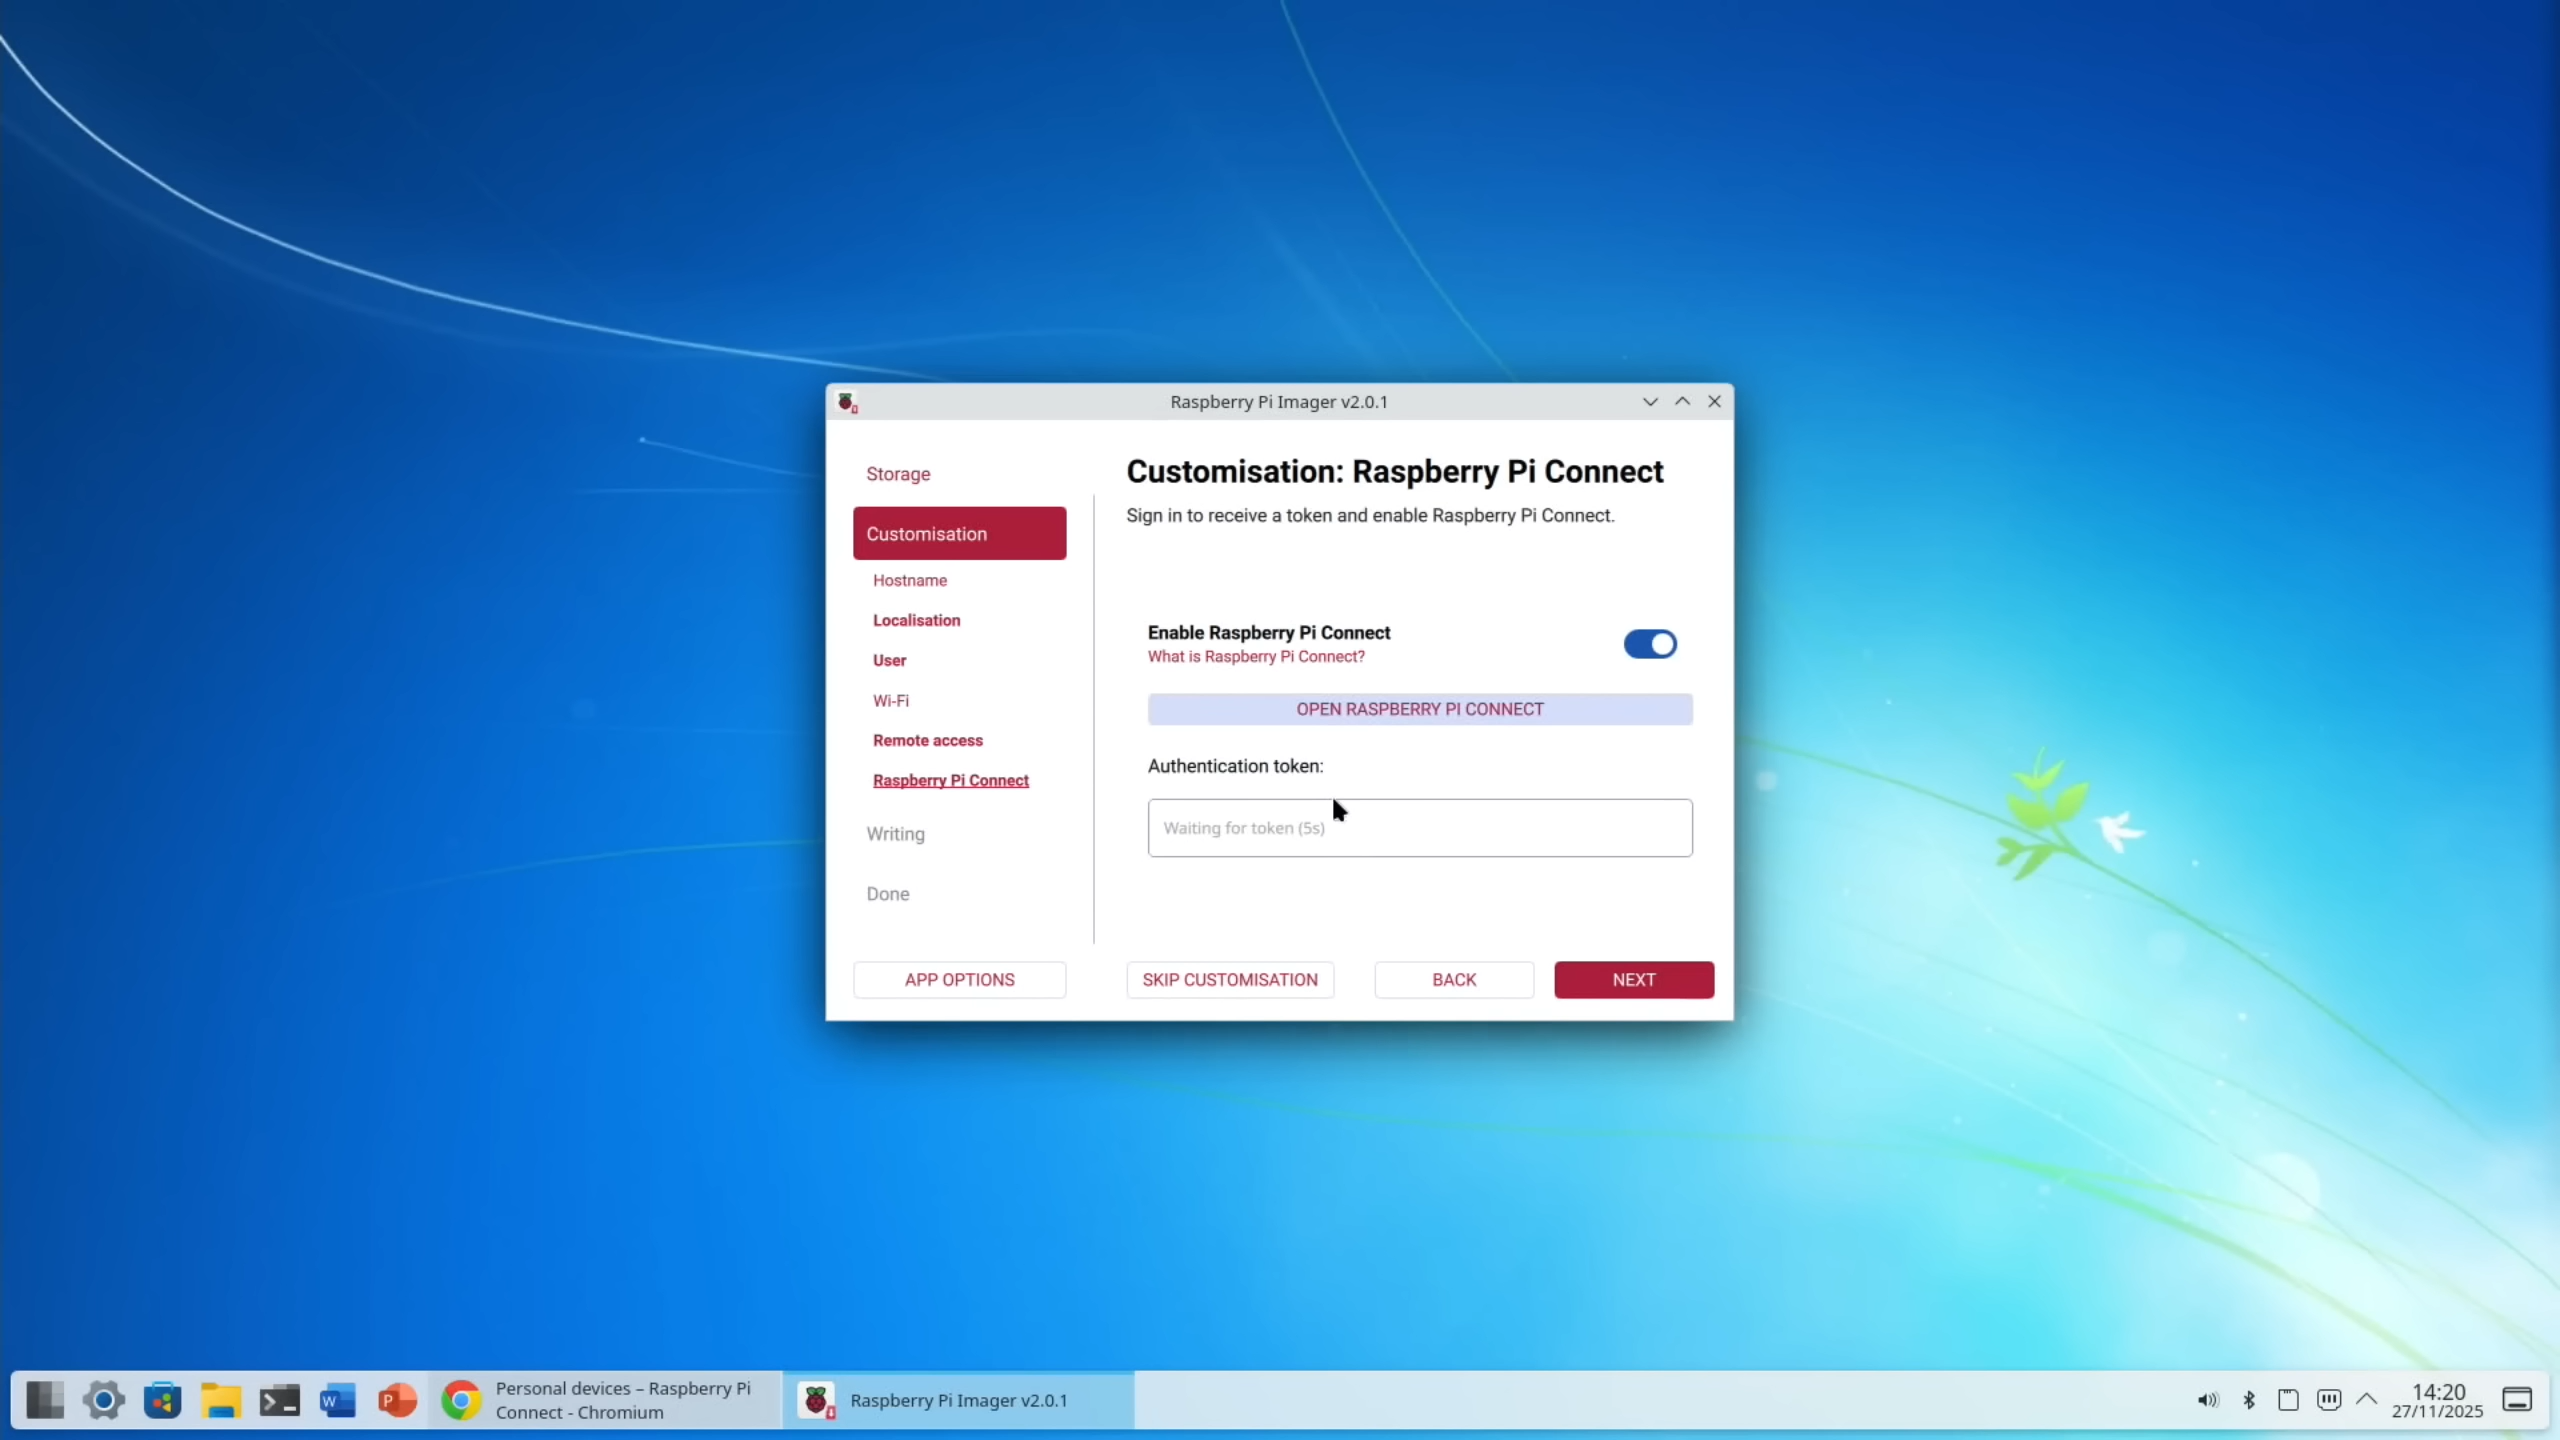 Raspberry Pi Imager v2.0.1
Storage
Customisation
Hostname
Localisation
User
Wi-Fi
Remote access
Raspberry Pi Connect
Writing
Done
APP OPTIONS
Customisation: Raspberry Pi Connect
Sign in to receive a token and enable Raspberry Pi Connect.
Enable Raspberry Pi Connect
What is Raspberry Pi Connect?
OPEN RASPBERRY PI CONNECT
Authentication token:
Waiting for token (5s)
SKIP CUSTOMISATION
BACK
NEXT
W
P
Personal devices – Raspberry Pi
Connect - Chromium
Raspberry Pi Imager v2.0.1
14:20
27/11/2025